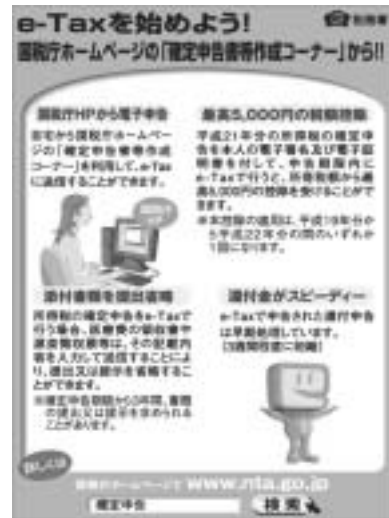 e-Taxを始めよう!
国税庁ホームページの「確定申告書等作成コーナー」から!!
国税庁HPから電子申告
自宅から国税庁ホームペー
ジの「確定申告書等作成
コーナー」を利用して、e-Tax
に送信することができます。
最高5,000円の税額控除
平成21年分の所得税の確定申
告を本人の電子署名及び電子証
明書を付して、申告期限内に
e-Taxで行うと、所得税額から最
高5,000円の控除を受けることがで
きます。
※本控除の適用は、平成19年分か
ら平成22年分の間のいずれか
1回になります。
添付書類を提出省略
所得税の確定申告をe-Taxで
行う場合、医療費の領収書や
源泉徴収票等は、その記載内
容を入力して送信することによ
り、提出又は提示を省略するこ
とができます。
※確定申告期限から3年間、書類
の提出又は提示を求められる
ことがあります。
還付金がスピーディー
e-Taxで申告された還付申告
は早期処理しています。
(3週間程度に短縮)
詳しくは
国税庁ホームページで www.nta.go.jp
確定申告
検索